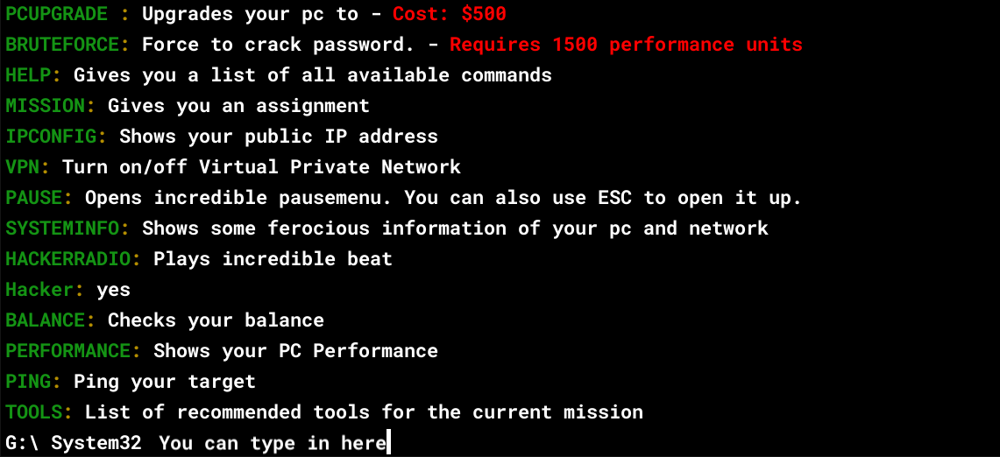 PCUPGRADE : Upgrades your pc to - Cost: $500
BRUTEFORCE: Force to crack password. - Requires 1500 performance units
HELP: Gives you a list of all available commands
MISSION: Gives you an assignment
IPCONFIG: Shows your public IP address
VPN: Turn on/off Virtual Private Network
PAUSE: Opens incredible pausemenu. You can also use ESC to open it up.
SYSTEMINFO: Shows some ferocious information of your pc and network
HACKERRADIO: Plays incredible beat
Hacker: yes
BALANCE: Checks your balance
PERFORMANCE: Shows your PC Performance
PING: Ping your target
TOOLS: List of recommended tools for the current mission
G:\ System32 You can type in here